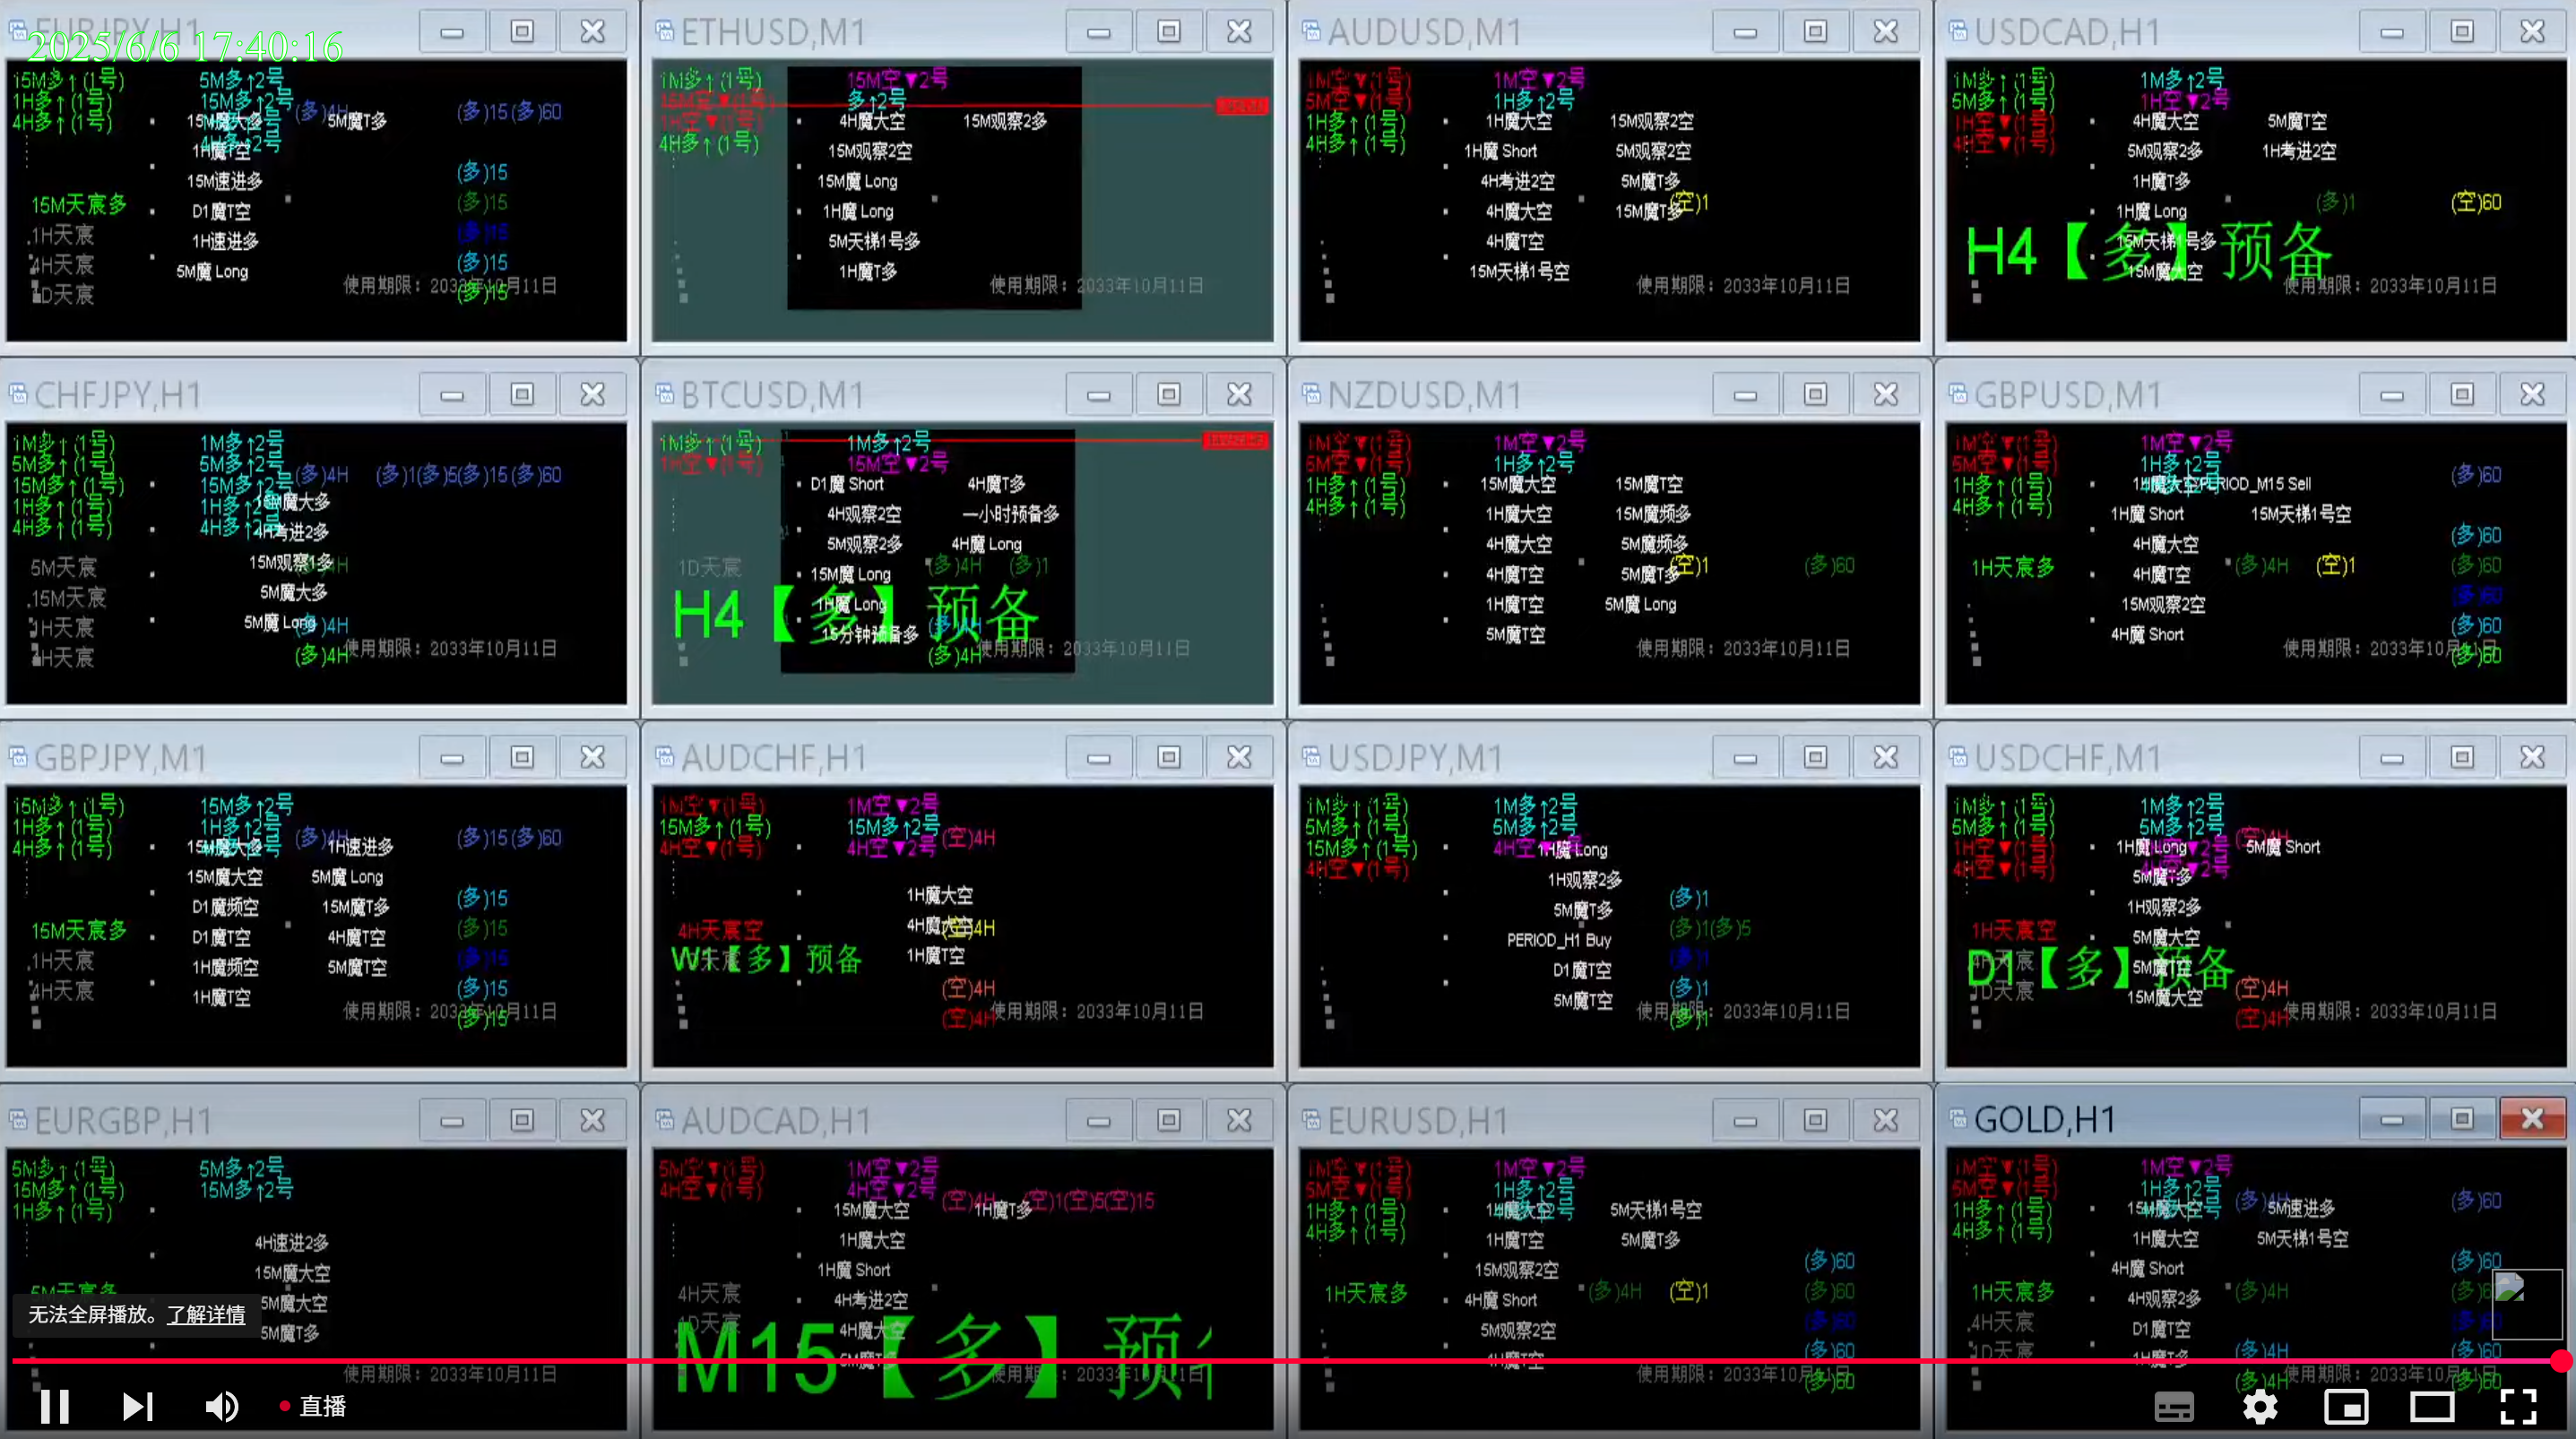 EURJPY,H1
2025/6/6 17:40:16
15M多↑(1号) 5M多↑2号
1H多↑(1号) 15M多↑2号 (多)4H (多)15(多)60
4H多↑(1号) 15M魔大多 5M魔T多
4H多↑2号
1H魔T空
15M速进多 (多)15
15M天宸多 D1魔T空 (多)15
.1H天宸 1H速进多 (多)15
4H天宸 5M魔 Long (多)15
1D天宸 使用期限：2033年10月11日
(多)15
ETHUSD,M1
1M多↑(1号) 15M空▼2号
15M空▼(1号) 多↑2号
1H空▼(1号) 4H魔大空 15M观察2多
4H多↑(1号) 15M观察2空
15M魔 Long
1H魔 Long
5M天梯1号多
1H魔T多
使用期限：2033年10月11日
AUDUSD,M1
1M空▼(1号) 1M空▼2号
5M空▼(1号) 1H多↑2号
1H多↑(1号) 1H魔大空 15M观察2空
4H多↑(1号) 1H魔 Short 5M观察2空
4H考进2空 5M魔T多
4H魔大空 15M魔T多 (空)1
4H魔T空
15M天梯1号空
使用期限：2033年10月11日
USDCAD,H1
1M多↑(1号) 1M多↑2号
5M多↑(1号) 1H空▼2号
1H空▼(1号) 4H魔大空 5M魔T空
4H空▼(1号) 5M观察2多 1H考进2空
1H魔T多
1H魔 Long (多)1 (空)60
15M天梯1号多
H4【多】预备
15M魔大空
使用期限：2033年10月11日
CHFJPY,H1
1M多↑(1号) 1M多↑2号
5M多↑(1号) 5M多↑2号 (多)4H (多)1(多)5(多)15(多)60
15M多↑(1号) 15M多↑2号
1H多↑(1号) 1H多↑2号 15M魔大多
4H多↑(1号) 4H多↑2号 4H考进2多
5M天宸 15M观察1多
.15M天宸 5M魔大多
1H天宸 5M魔 Long (多)4H
4H天宸 (多)4H 使用期限：2033年10月11日
BTCUSD,M1
1M多↑(1号) 1M多↑2号
1H空▼(1号) 15M空▼2号
D1魔 Short 4H魔T多
4H观察2空 一小时预备多
5M观察2多 4H魔 Long
1D天宸 15M魔 Long (多)4H (多)1
1H魔 Long
H4【多】预备
15分钟预备多
(多)4H 使用期限：2033年10月11日
NZDUSD,M1
1M空▼(1号) 1M空▼2号
5M空▼(1号) 1H多↑2号
1H多↑(1号) 15M魔大空 15M魔T空
4H多↑(1号) 1H魔大空 15M魔频多
4H魔大空 5M魔频多
4H魔T空 5M魔T多 (空)1 (多)60
1H魔T空 5M魔 Long
5M魔T空
使用期限：2033年10月11日
GBPUSD,M1
1M空▼(1号) 1M空▼2号
5M空▼(1号) 1H多↑2号 (多)60
1H多↑(1号) 1H魔大空 PERIOD_M15 Sell
4H多↑(1号) 1H魔 Short 15M天梯1号空
4H魔大空 (多)60
1H天宸多 4H魔T空 (多)4H (空)1 (多)60
15M观察2空 (多)60
4H魔 Short (多)60
使用期限：2033年10月11日
(多)60
GBPJPY,M1
15M多↑(1号) 15M多↑2号
1H多↑(1号) 1H多↑2号 (多)4H (多)15(多)60
4H多↑(1号) 15M魔大多 1H速进多
15M魔大空 5M魔 Long
D1魔频空 15M魔T多 (多)15
15M天宸多 D1魔T空 4H魔T空 (多)15
.1H天宸 1H魔频空 5M魔T空 (多)15
4H天宸 1H魔T空 (多)15
使用期限：2033年10月11日
(多)15
AUDCHF,H1
1M空▼(1号) 1M空▼2号
15M多↑(1号) 15M多↑2号 (空)4H
4H空▼(1号) 4H空▼2号
1H魔大空
4H天宸空 4H魔大空 (空)4H
W1【多】预备 1H魔T空
(空)4H
(空)4H 使用期限：2033年10月11日
USDJPY,M1
1M多↑(1号) 1M多↑2号
5M多↑(1号) 5M多↑2号
15M多↑(1号) 4H空▼ 1H魔 Long
4H空▼(1号) 1H观察2多
5M魔T多 (多)1
PERIOD_H1 Buy (多)1(多)5
D1魔T空 (多)1
5M魔T空 (多)1
使用期限：2033年10月11日
(多)1
USDCHF,M1
1M多↑(1号) 1M多↑2号
5M多↑(1号) 5M多↑2号 (空)4H
1H空▼(1号) 1H魔 Long 5M魔 Short
4H空▼(1号) 4H空▼2号
5M魔T多
1H观察2多
1H天宸空 5M魔大空
4H天宸 5M魔T空
D1【多】预备
1D天宸 15M魔大空 (空)4H
(空)4H 使用期限：2033年10月11日
EURGBP,H1
5M多↑(1号) 5M多↑2号
15M多↑(1号) 15M多↑2号
1H多↑(1号)
4H速进2多
15M魔大空
5M天宸多 5M魔大空
5M魔T多
使用期限：2033年10月11日
AUDCAD,H1
5M空▼(1号) 1M空▼2号
4H空▼(1号) 4H空▼2号 (空)4H (空)1(空)5(空)15
15M魔大空 1H魔T多
1H魔大空
1H魔 Short
4H天宸 4H考进2空
1D天宸 4H魔大空
M15【多】预
使用期限：2033年10月11日
EURUSD,H1
1M空▼(1号) 1M空▼2号
5M空▼(1号) 1H多↑2号
1H多↑(1号) 1H魔大空 5M天梯1号空
4H多↑(1号) 1H魔T空 5M魔T多
15M观察2空 (多)60
1H天宸多 4H魔 Short (多)4H (空)1 (多)60
5M观察2空 (多)60
4H魔T空 (多)60
使用期限：2033年10月11日
(多)60
GOLD,H1
1M空▼(1号) 1M空▼2号
5M空▼(1号) 1H多↑2号 (多)4H (多)60
1H多↑(1号) 15M魔大空 5M速进多
4H多↑(1号) 1H魔大空 5M天梯1号空
4H魔 Short (多)60
1H天宸多 4H观察2多 (多)4H
.4H天宸 D1魔T空
1D天宸 1H魔T多 (多)4H (多)60
(多)4H 使用期限：2033年10月11日
(多)60
无法全屏播放。了解详情
直播